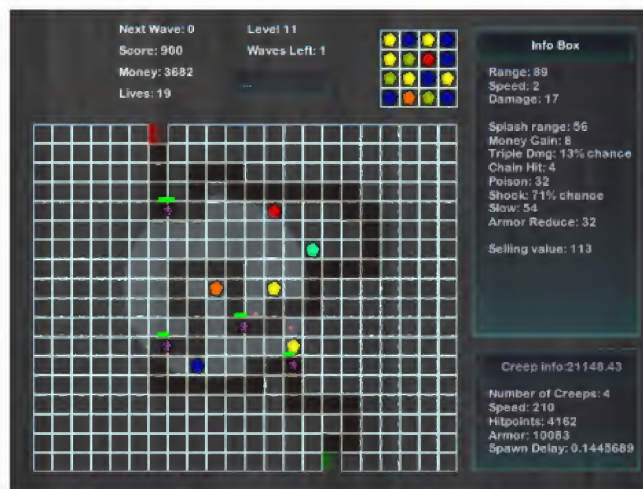 Next Wave: 0
Level 11
Score: 900
Waves Left: 1
Money: 3682
Lives: 19
...
Info Box
Range: 89
Speed: 2
Damage: 17
Splash range: 56
Money Gain: 8
Triple Dmg: 13% chance
Chain Hit: 4
Poison: 32
Shock: 71% chance
Slow: 54
Armor Reduce: 32
Selling value: 113
Creep info:21148.43
Number of Creeps: 4
Speed: 210
Hitpoints: 4162
Armor: 10083
Spawn Delay: 0.1445689